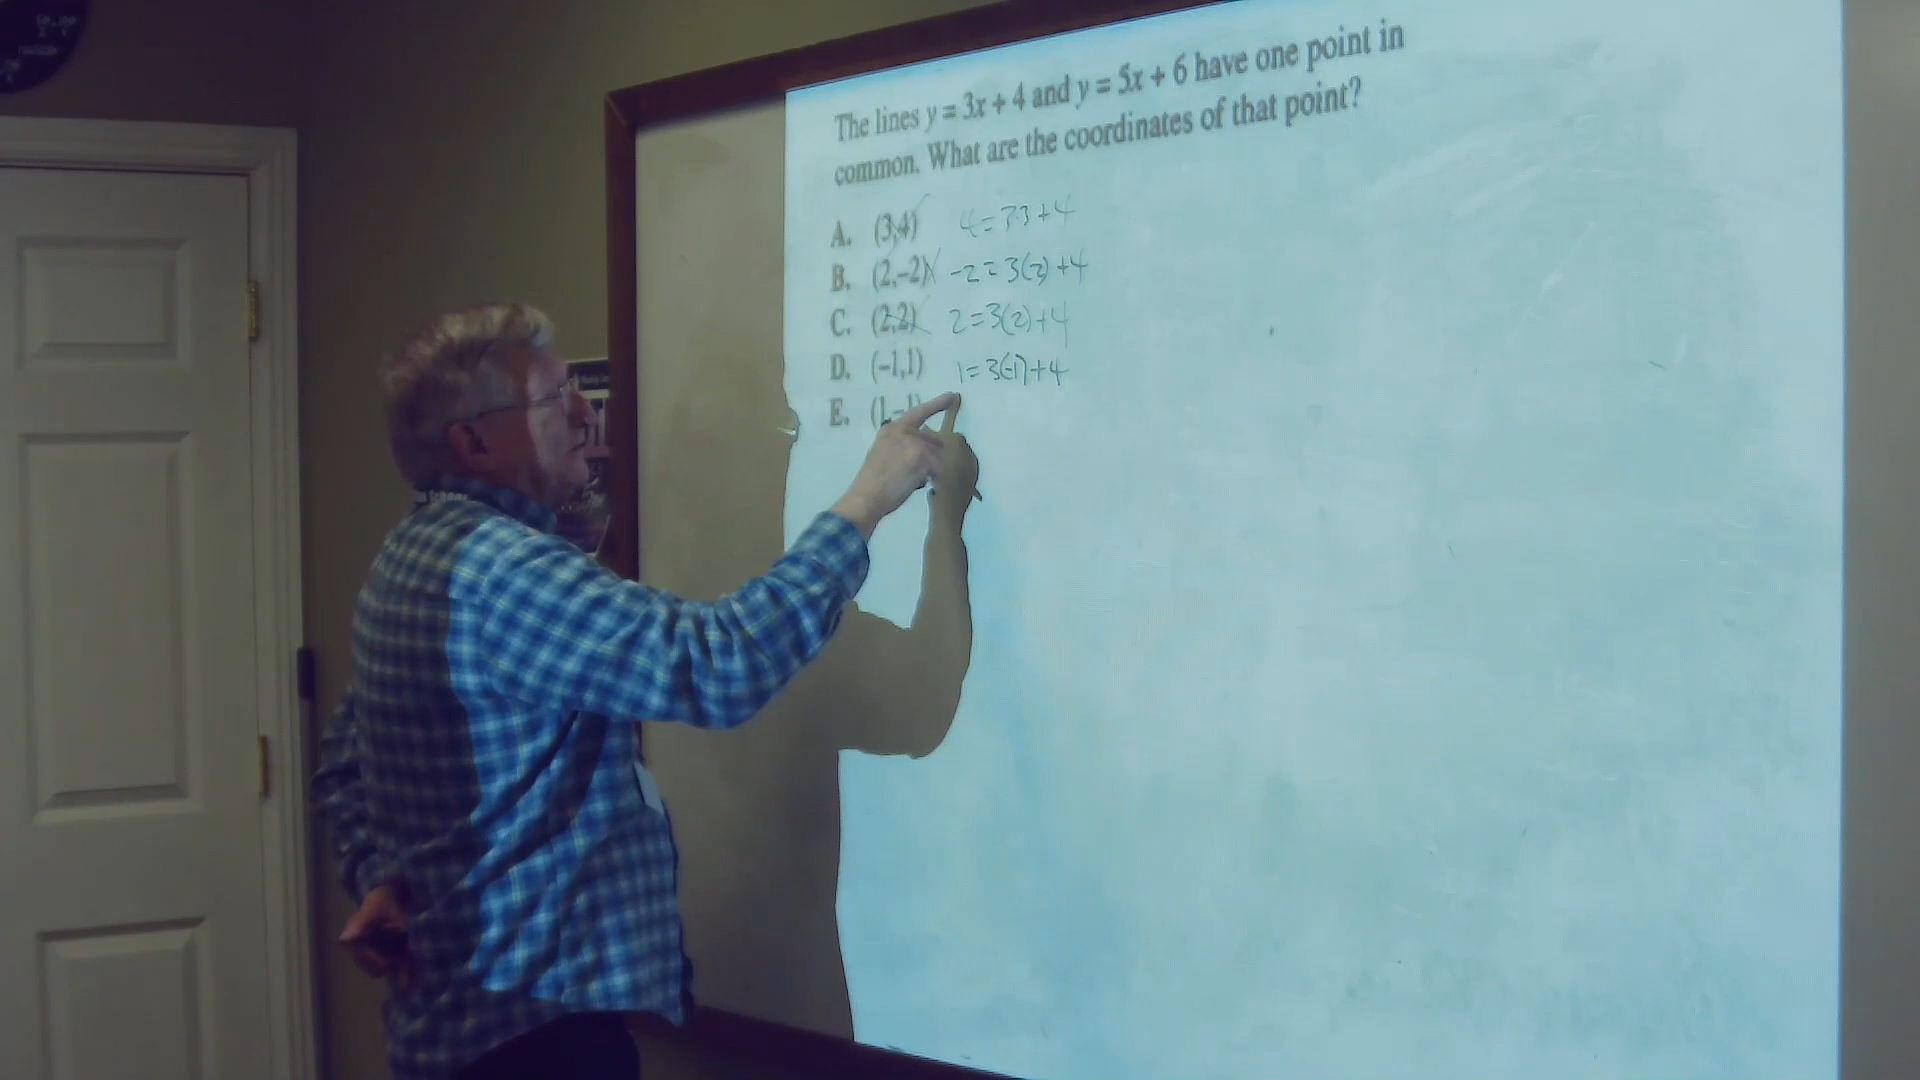 The lines y = 3x + 4 and y = 5x + 6 have one point in
common. What are the coordinates of that point?
A. (3,4) 4=3·3+4
B. (2,-2) -2=3(2)+4
C. (2,2) 2=3(2)+4
D. (-1,1) 1=3(-1)+4
E. (1,-1)